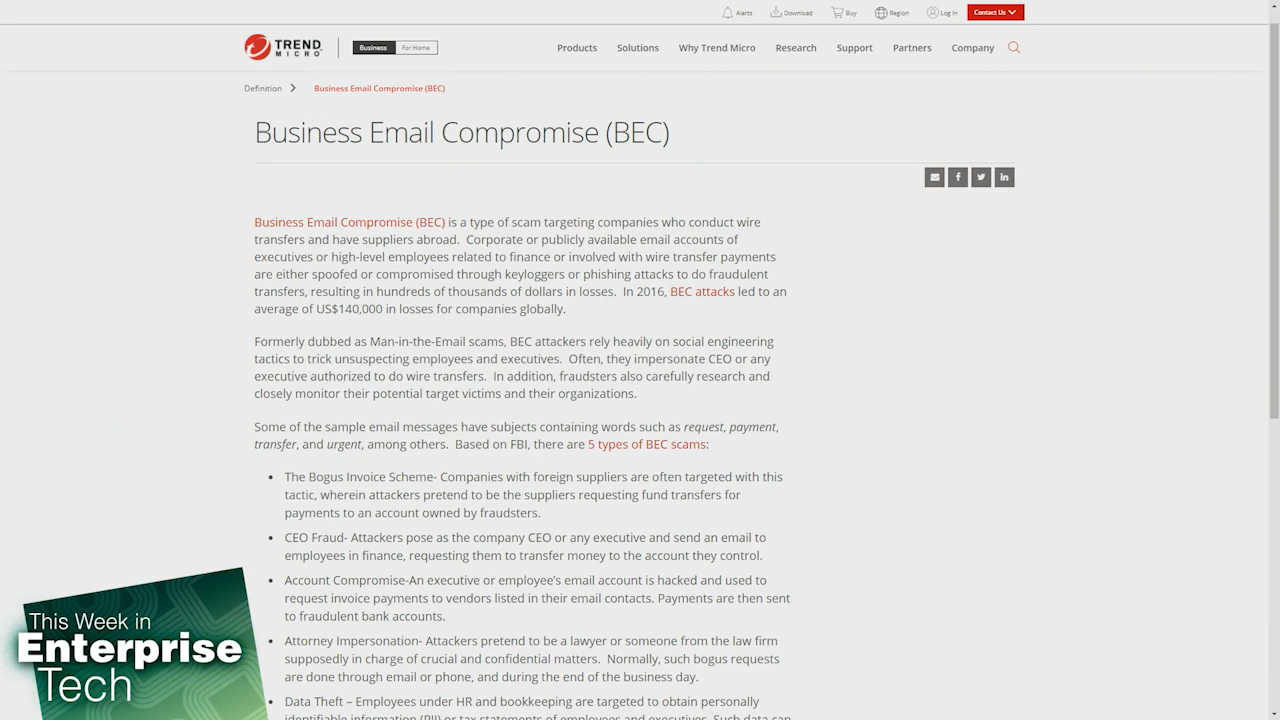 Alerts Download Buy Region Log In Contact Us
TREND MICRO Business For Home Products Solutions Why Trend Micro Research Support Partners Company
Definition Business Email Compromise (BEC)
Business Email Compromise (BEC)
Business Email Compromise (BEC) is a type of scam targeting companies who conduct wire
transfers and have suppliers abroad. Corporate or publicly available email accounts of
executives or high-level employees related to finance or involved with wire transfer payments
are either spoofed or compromised through keyloggers or phishing attacks to do fraudulent
transfers, resulting in hundreds of thousands of dollars in losses. In 2016, BEC attacks led to an
average of US$140,000 in losses for companies globally.
Formerly dubbed as Man-in-the-Email scams, BEC attackers rely heavily on social engineering
tactics to trick unsuspecting employees and executives. Often, they impersonate CEO or any
executive authorized to do wire transfers. In addition, fraudsters also carefully research and
closely monitor their potential target victims and their organizations.
Some of the sample email messages have subjects containing words such as request, payment,
transfer, and urgent, among others. Based on FBI, there are 5 types of BEC scams:
• The Bogus Invoice Scheme- Companies with foreign suppliers are often targeted with this
tactic, wherein attackers pretend to be the suppliers requesting fund transfers for
payments to an account owned by fraudsters.
• CEO Fraud- Attackers pose as the company CEO or any executive and send an email to
employees in finance, requesting them to transfer money to the account they control.
• Account Compromise-An executive or employee's email account is hacked and used to
request invoice payments to vendors listed in their email contacts. Payments are then sent
to fraudulent bank accounts.
• Attorney Impersonation- Attackers pretend to be a lawyer or someone from the law firm
supposedly in charge of crucial and confidential matters. Normally, such bogus requests
are done through email or phone, and during the end of the business day.
• Data Theft – Employees under HR and bookkeeping are targeted to obtain personally
identifiable information (PII) or tax statements of employees and executives. Such data can
This Week in
Enterprise
Tech